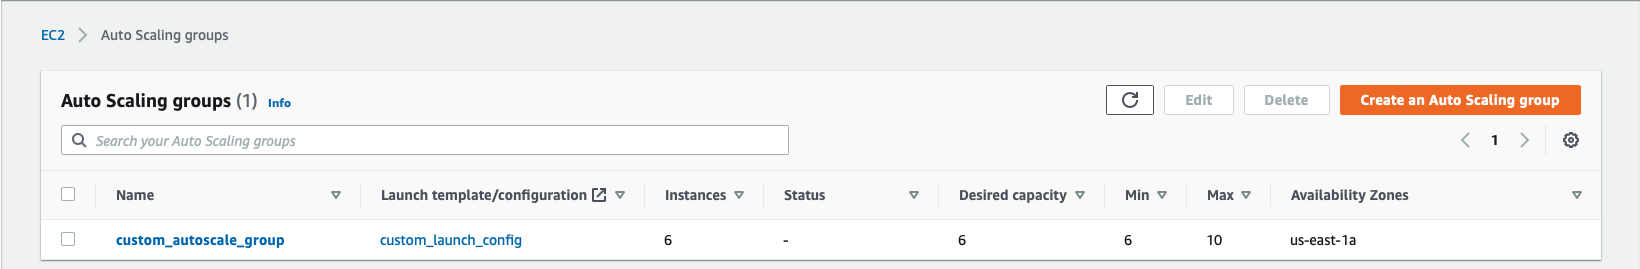 EC2 > Auto Scaling groups
Auto Scaling groups (1) Info Edit Delete Create an Auto Scaling group
Search your Auto Scaling groups 1
Name Launch template/configuration Instances Status Desired capacity Min Max Availability Zones
custom_autoscale_group custom_launch_config 6 - 6 6 10 us-east-1a